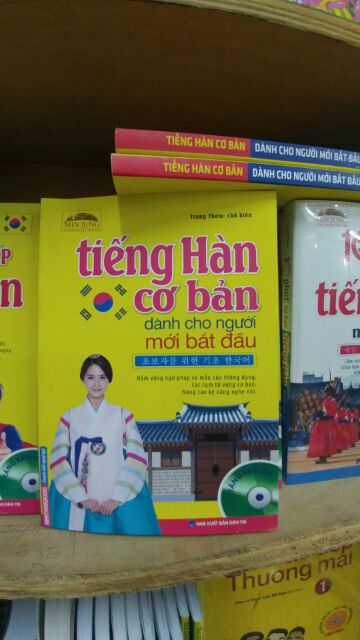 TIẾNG HÀN CƠ BẢN DÀNH CHO NGƯỜI MỚI BẮT ĐẦU
TIẾNG HÀN CƠ BẢN DÀNH CHO NGƯỜI MỚI BẮT ĐẦU
MIN JUNG
Trang Thơm: chủ biên
tiếng Hàn
cơ bản
dành cho người
mới bắt đầu
초보자를 위한 기초 한국어
Nắm vững ngữ pháp và mẫu câu thông dụng.
Các cụm từ vựng cơ bản.
Nâng cao kỹ năng nghe nói.
NHÀ XUẤT BẢN DÂN TRÍ
MIN JUNG
tiến
Thương mại
1